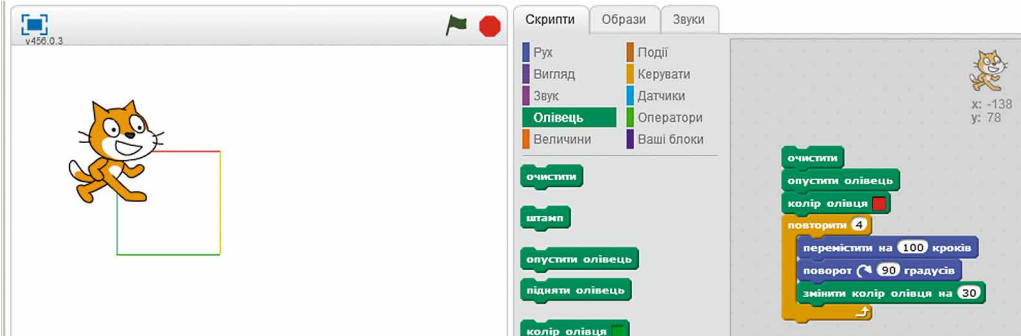 v456.0.3
Скрипти
Образи
Звуки
Рух
Події
Вигляд
Керувати
Звук
Датчики
Олівець
Оператори
Величини
Ваші блоки
x: -138
y: 78
очистити
штамп
опустити олівець
підняти олівець
колір олівця
очистити
опустити олівець
колір олівця
повторити 4
перемістити на 100 кроків
поворот 90 градусів
змінити колір олівця на 30